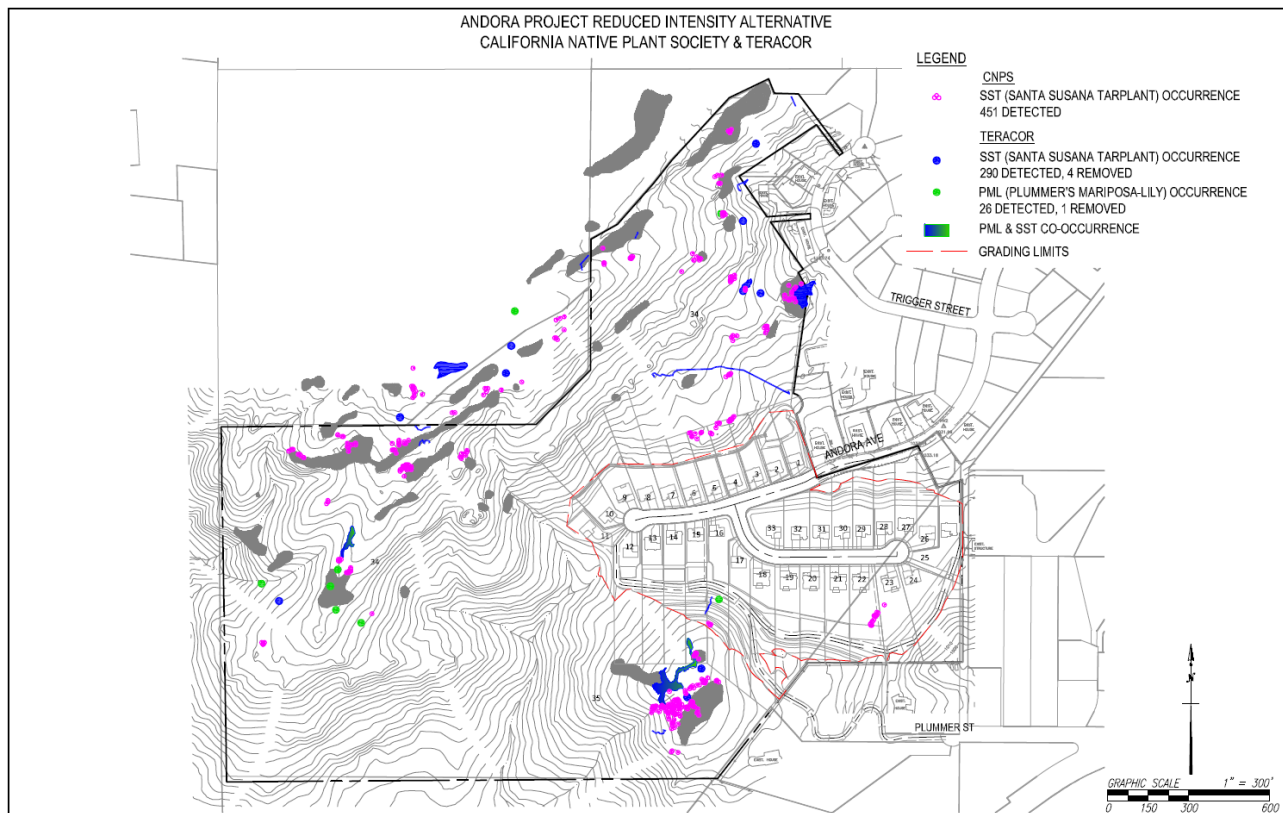 ANDORA PROJECT REDUCED INTENSITY ALTERNATIVE
CALIFORNIA NATIVE PLANT SOCIETY & TERACOR
LEGEND
CNPS
SST (SANTA SUSANA TARPLANT) OCCURRENCE
451 DETECTED
TERACOR
SST (SANTA SUSANA TARPLANT) OCCURRENCE
290 DETECTED, 4 REMOVED
PML (PLUMMER'S MARIPOSA-LILY) OCCURRENCE
26 DETECTED, 1 REMOVED
PML & SST CO-OCCURRENCE
GRADING LIMITS
TRIGGER STREET
34
ANDORA AVE
1
2
3
4
5
6
7
8
9
10
11
12
13
14
15
16
17
18
19
20
21
22
23
24
25
26
27
28
29
30
31
32
33
34
35
PLUMMER ST
N
GRAPHIC SCALE 1" = 300'
0 150 300 600